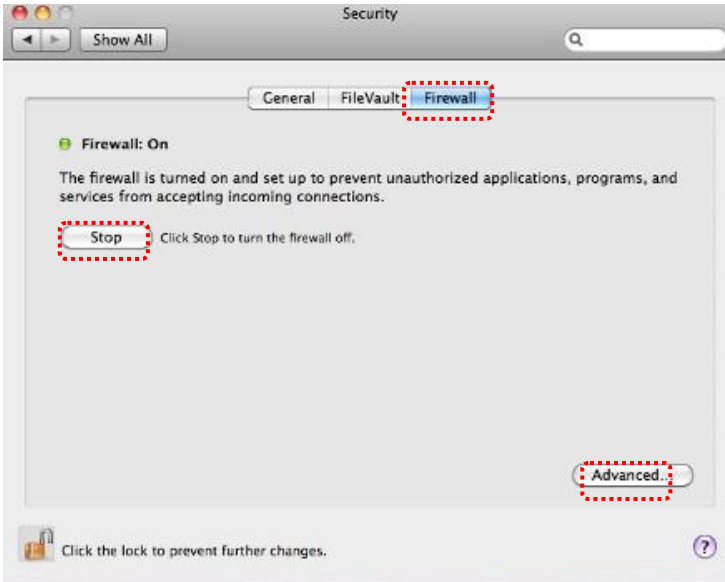 Security
Show All
General FileVault Firewall
Firewall: On
The firewall is turned on and set up to prevent unauthorized applications, programs, and
services from accepting incoming connections.
Stop Click Stop to turn the firewall off.
Advanced...
Click the lock to prevent further changes.
?